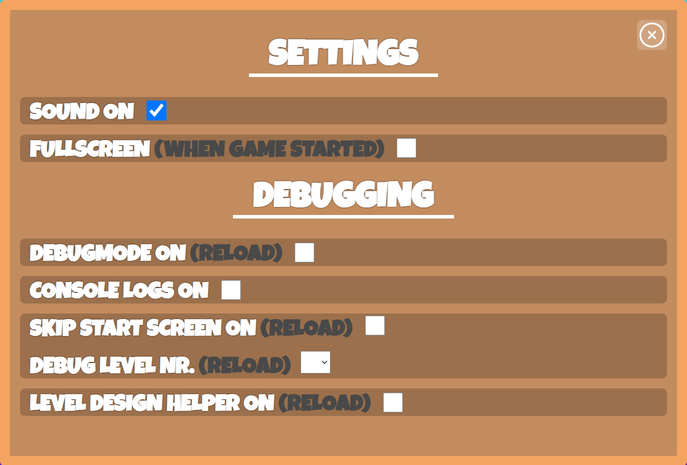 SETTINGS
SOUND ON
FULLSCREEN (WHEN GAME STARTED)
DEBUGGING
DEBUGMODE ON (RELOAD)
CONSOLE LOGS ON
SKIP START SCREEN ON (RELOAD)
DEBUG LEVEL NR. (RELOAD)
LEVEL DESIGN HELPER ON (RELOAD)